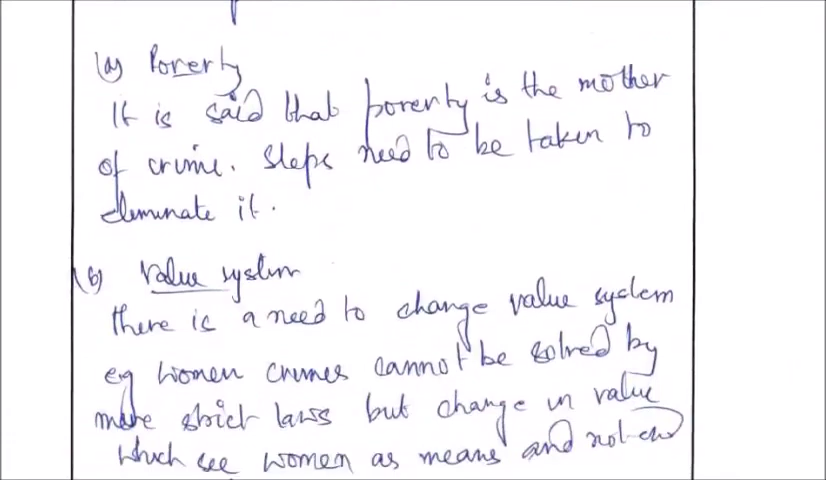 (a) Poverty
It is said that poverty is the mother
of crime. Steps need to be taken to
eleminate it.
(b) Value system
there is a need to change value system
eg women crimes cannot be solved by
more strict laws but change in value
which see women as means and not end